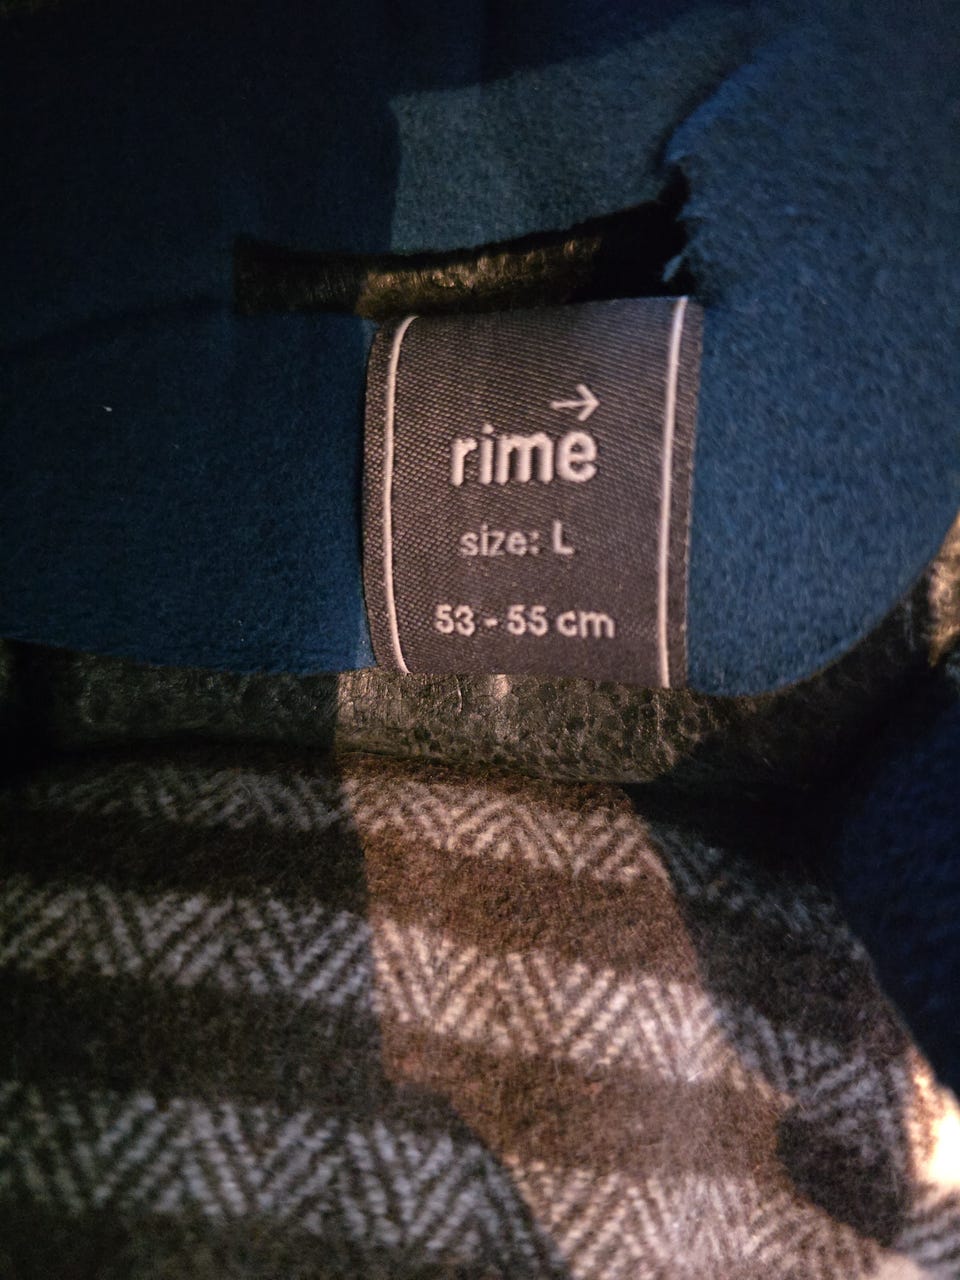 →
rime
size: L
53 - 55 cm